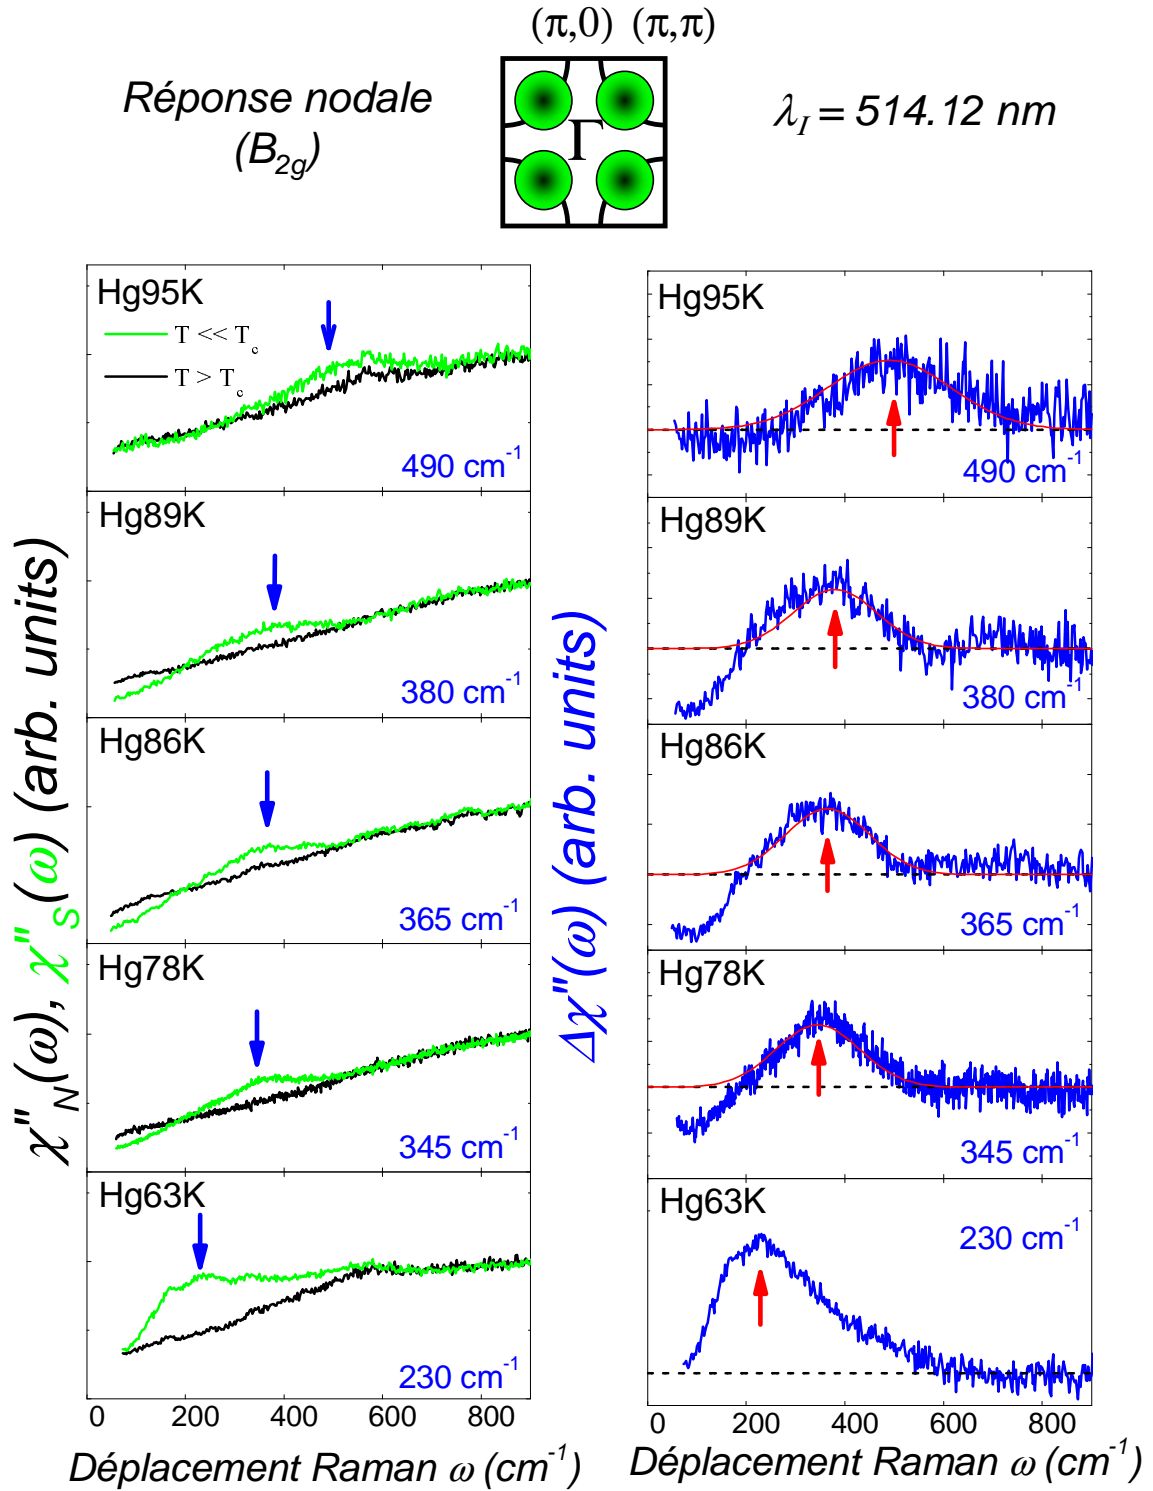 (π,0) (π,π)
Réponse nodale
(B2g)
Γ
λI = 514.12 nm
χ''N(ω), χ''S(ω) (arb. units)
Hg95K
T << Tc
T > Tc
490 cm-1
Hg89K
380 cm-1
Hg86K
365 cm-1
Hg78K
345 cm-1
Hg63K
230 cm-1
0 200 400 600 800
Déplacement Raman ω (cm-1)
Δχ''(ω) (arb. units)
Hg95K
490 cm-1
Hg89K
380 cm-1
Hg86K
365 cm-1
Hg78K
345 cm-1
Hg63K
230 cm-1
0 200 400 600 800
Déplacement Raman ω (cm-1)